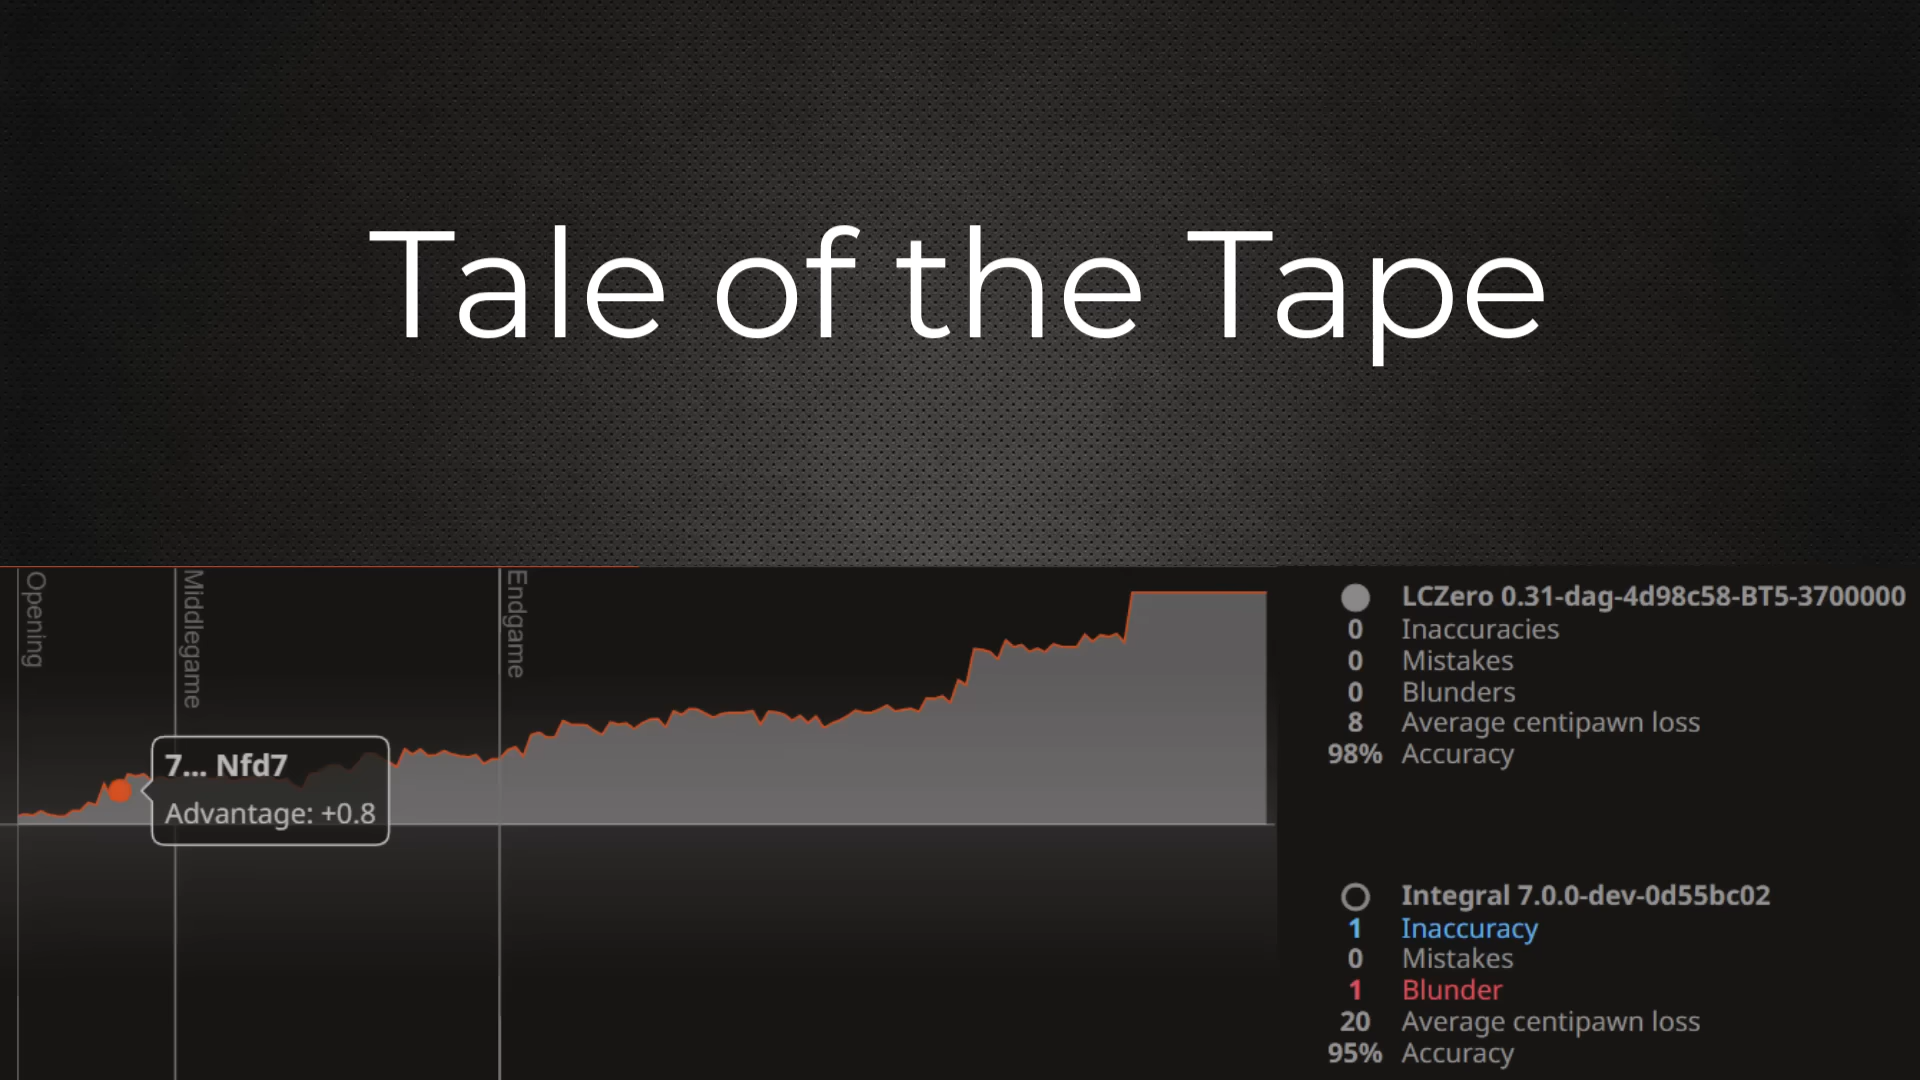 Tale of the Tape
Opening
Middlegame
Endgame
7... Nfd7
Advantage: +0.8
LCZero 0.31-dag-4d98c58-BT5-3700000
0 Inaccuracies
0 Mistakes
0 Blunders
8 Average centipawn loss
98% Accuracy
Integral 7.0.0-dev-0d55bc02
1 Inaccuracy
0 Mistakes
1 Blunder
20 Average centipawn loss
95% Accuracy